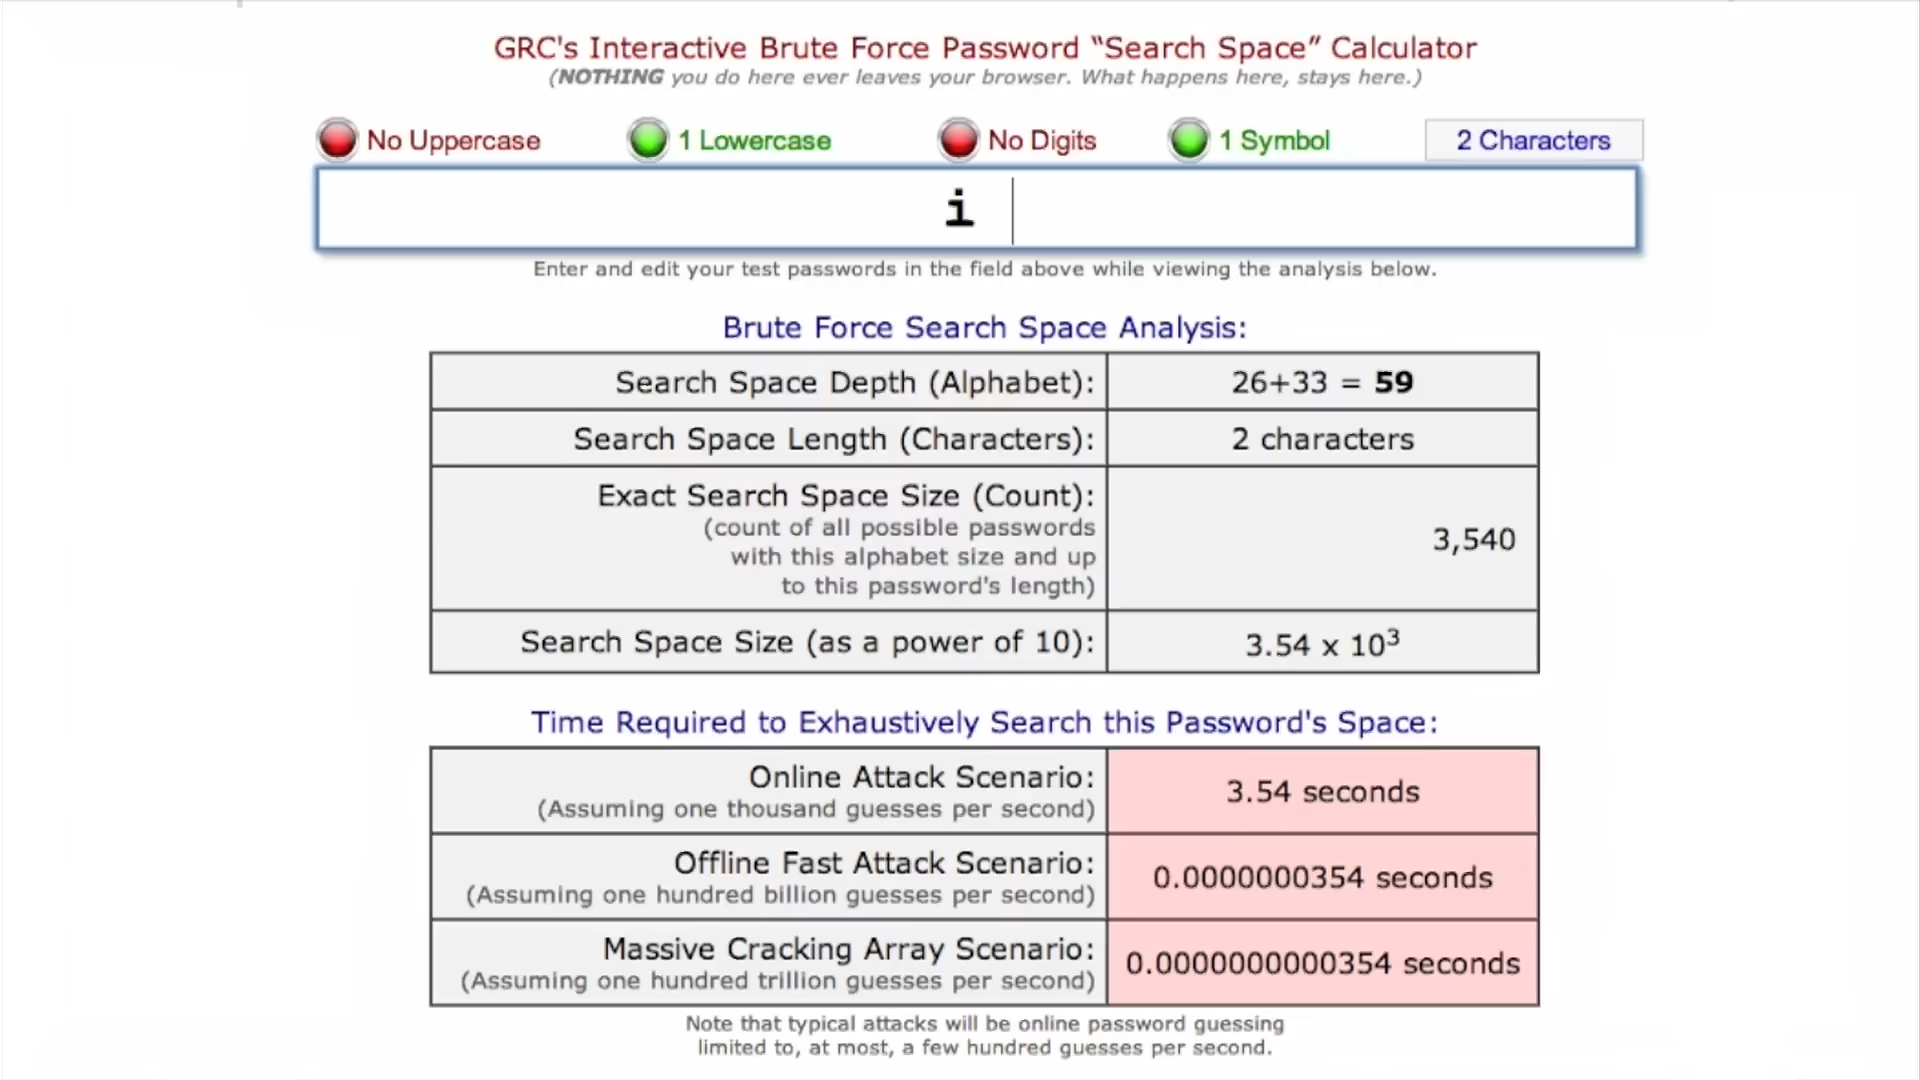 GRC's Interactive Brute Force Password “Search Space” Calculator
(NOTHING you do here ever leaves your browser. What happens here, stays here.)
No Uppercase 1 Lowercase No Digits 1 Symbol 2 Characters
i
Enter and edit your test passwords in the field above while viewing the analysis below.
Brute Force Search Space Analysis:
Search Space Depth (Alphabet): 26+33 = 59
Search Space Length (Characters): 2 characters
Exact Search Space Size (Count):
(count of all possible passwords
with this alphabet size and up
to this password's length)
3,540
Search Space Size (as a power of 10): 3.54 x 10³
Time Required to Exhaustively Search this Password's Space:
Online Attack Scenario:
(Assuming one thousand guesses per second)
3.54 seconds
Offline Fast Attack Scenario:
(Assuming one hundred billion guesses per second)
0.0000000354 seconds
Massive Cracking Array Scenario:
(Assuming one hundred trillion guesses per second)
0.0000000000354 seconds
Note that typical attacks will be online password guessing
limited to, at most, a few hundred guesses per second.